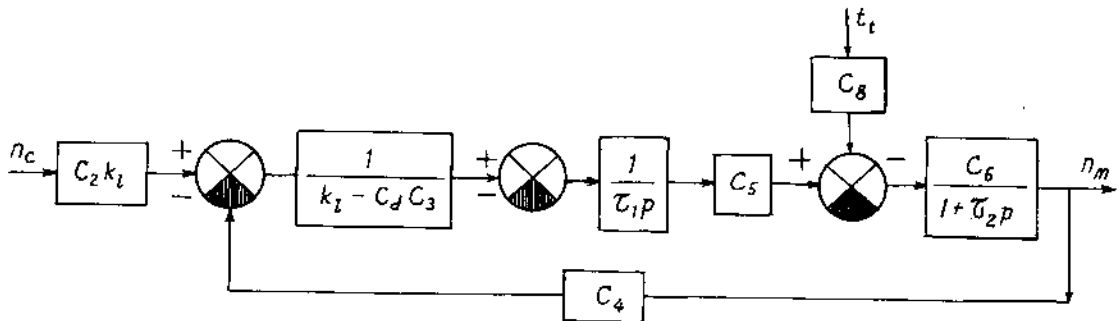 t_t
C_8
n_c
C_2 k_l
+
−
1
k_l − C_d C_3
+
−
1
τ_1 p
C_5
+
−
C_6
1 + τ_2 p
n_m
C_4